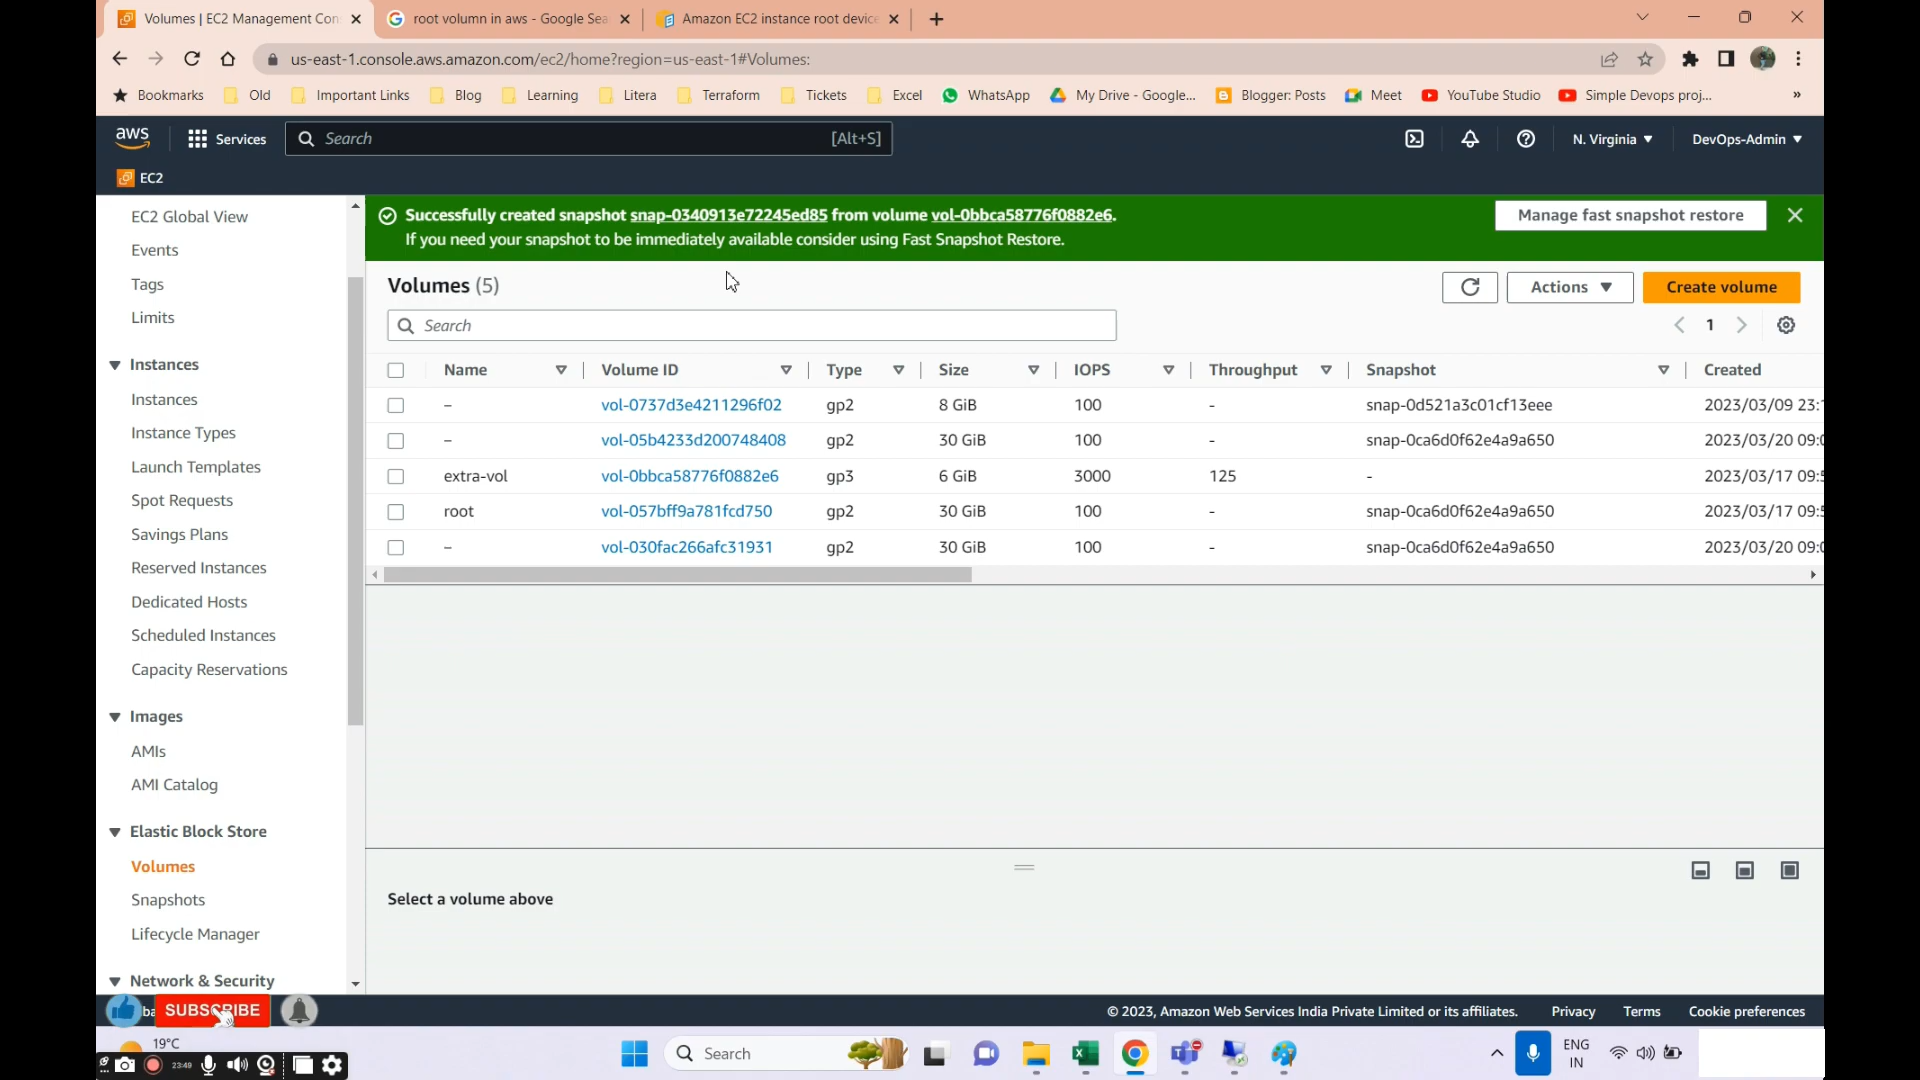 Volumes | EC2 Management Con
root volumn in aws - Google Sea
Amazon EC2 instance root device
us-east-1.console.aws.amazon.com/ec2/home?region=us-east-1#Volumes:
Bookmarks Old Important Links Blog Learning Litera Terraform Tickets Excel WhatsApp My Drive - Google... Blogger: Posts Meet YouTube Studio Simple Devops proj... »
aws Services Search [Alt+S] N. Virginia DevOps-Admin
EC2
EC2 Global View
Events
Tags
Limits
Instances
Instances
Instance Types
Launch Templates
Spot Requests
Savings Plans
Reserved Instances
Dedicated Hosts
Scheduled Instances
Capacity Reservations
Images
AMIs
AMI Catalog
Elastic Block Store
Volumes
Snapshots
Lifecycle Manager
Network & Security
Successfully created snapshot snap-0340913e72245ed85 from volume vol-0bbca58776f0882e6.
If you need your snapshot to be immediately available consider using Fast Snapshot Restore.
Manage fast snapshot restore
Volumes (5)
Actions
Create volume
Search
1
Name Volume ID Type Size IOPS Throughput Snapshot Created
– vol-0737d3e4211296f02 gp2 8 GiB 100 - snap-0d521a3c01cf13eee 2023/03/09 23:
– vol-05b4233d200748408 gp2 30 GiB 100 - snap-0ca6d0f62e4a9a650 2023/03/20 09:
extra-vol vol-0bbca58776f0882e6 gp3 6 GiB 3000 125 - 2023/03/17 09:
root vol-057bff9a781fcd750 gp2 30 GiB 100 - snap-0ca6d0f62e4a9a650 2023/03/17 09:
– vol-030fac266afc31931 gp2 30 GiB 100 - snap-0ca6d0f62e4a9a650 2023/03/20 09:
Select a volume above
SUBSCRIBE
© 2023, Amazon Web Services India Private Limited or its affiliates. Privacy Terms Cookie preferences
19°C
23:49
Search
ENG
IN